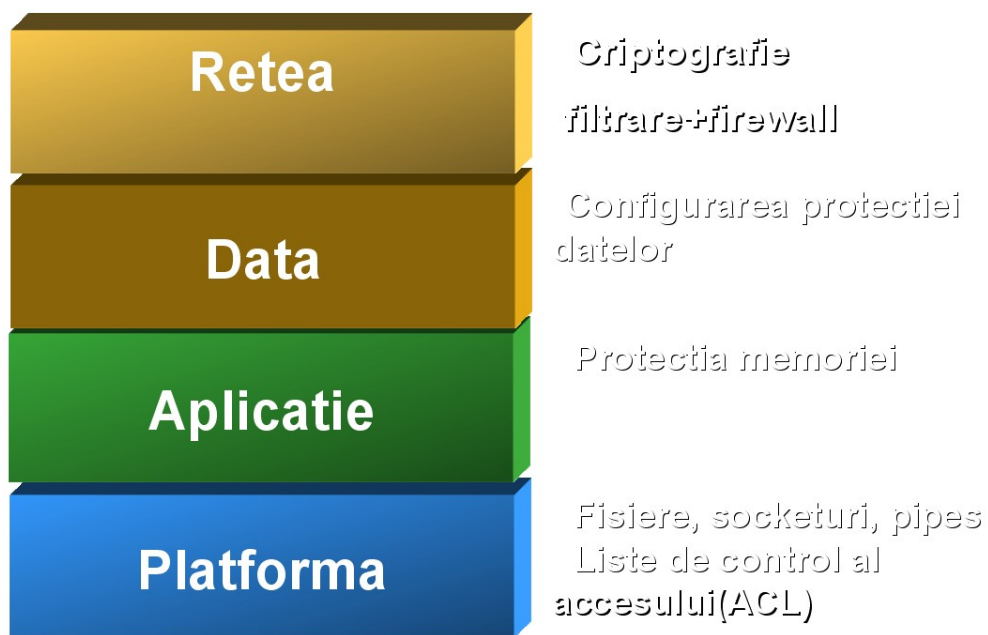 Retea
Criptografie
filtrare+firewall
Data
Configurarea protectiei
datelor
Aplicatie
Protectia memoriei
Platforma
Fisiere, socketuri, pipes
Liste de control al
accesului(ACL)